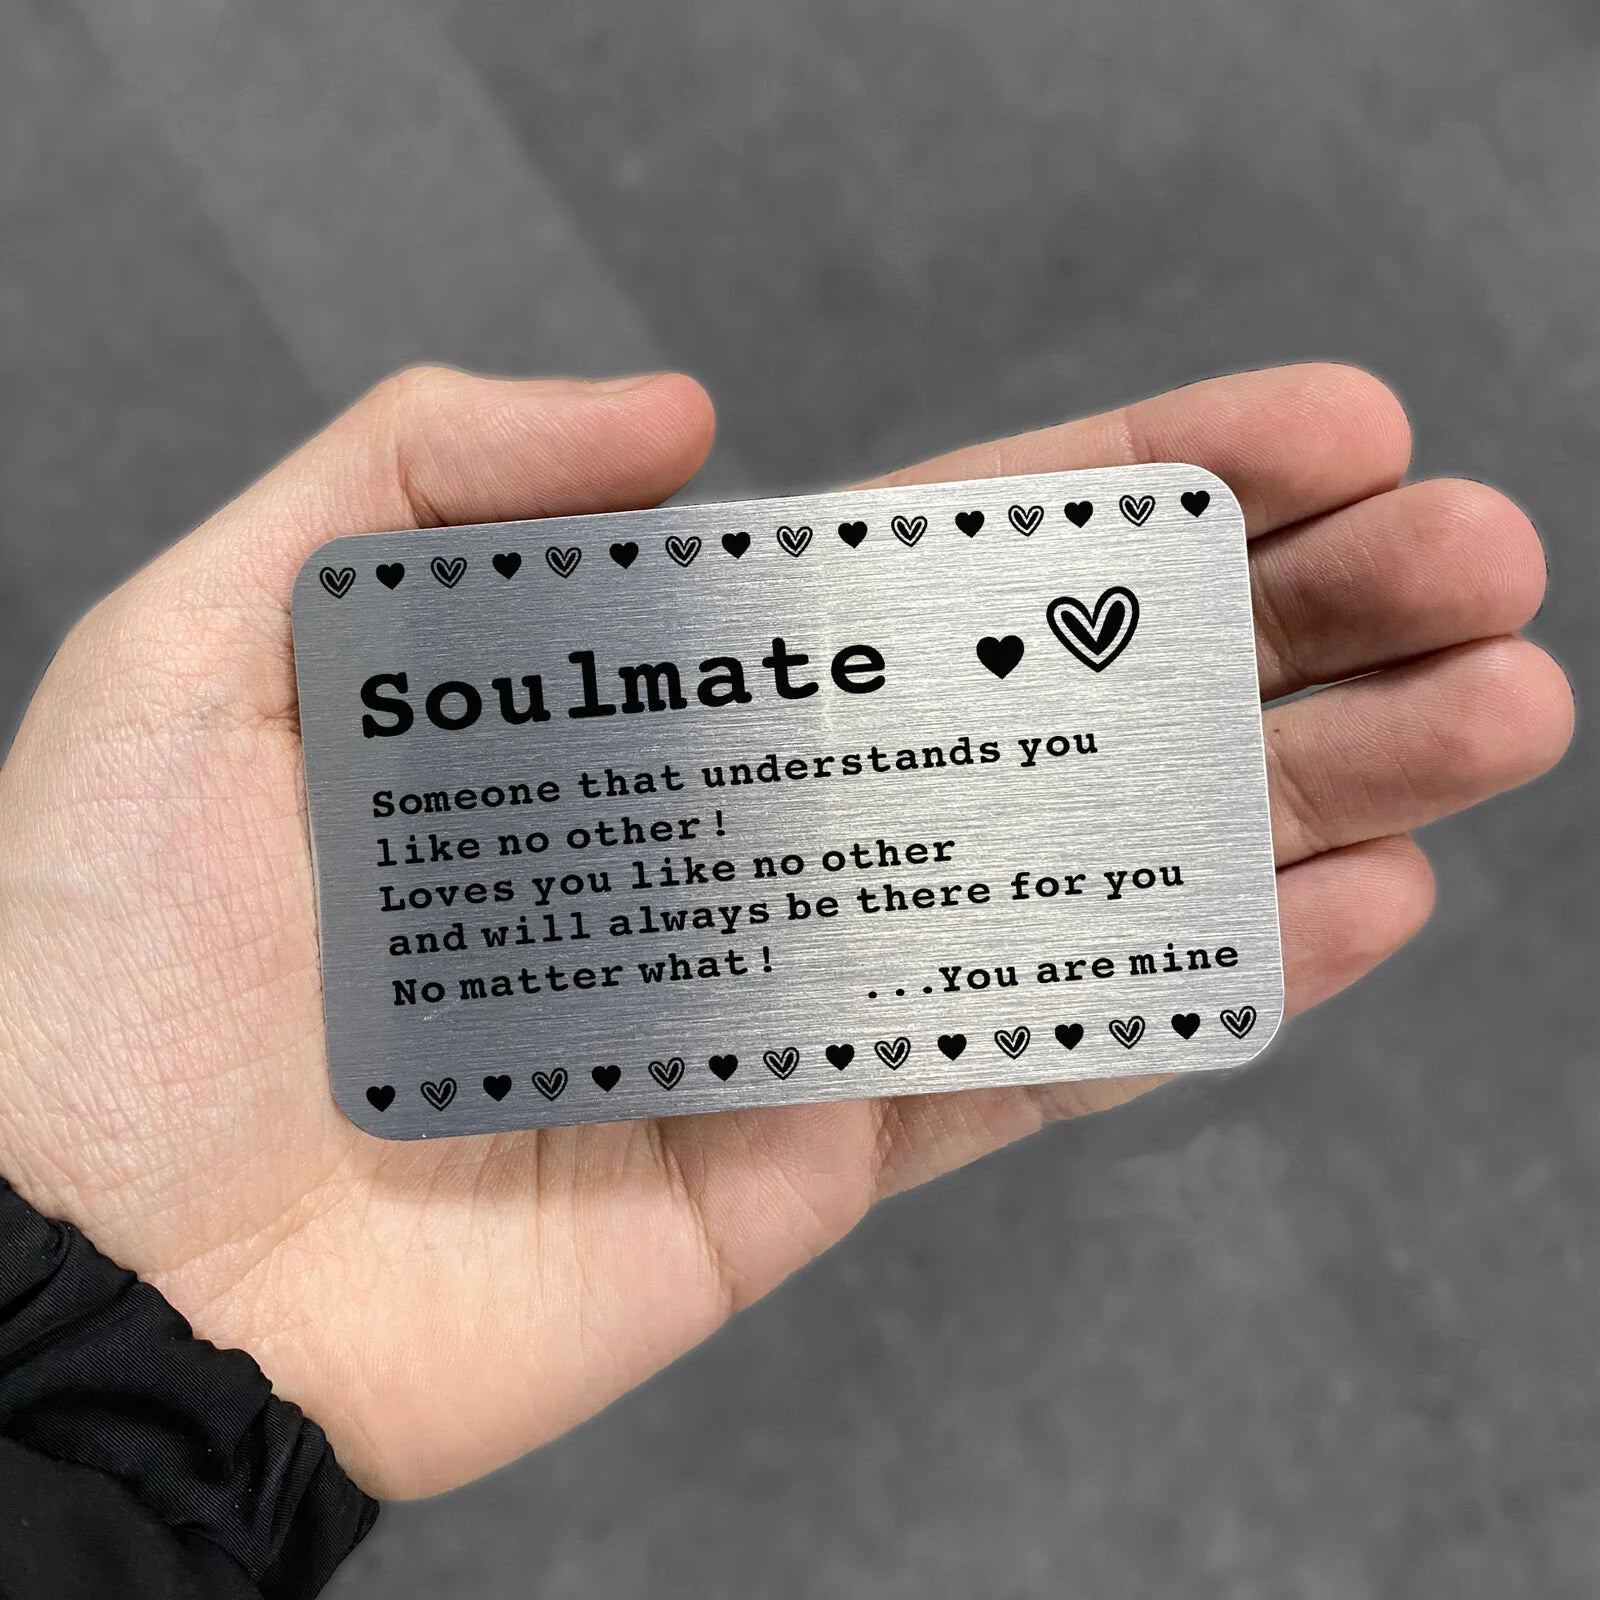 Soulmate
Someone that understands you
like no other!
Loves you like no other
and will always be there for you
No matter what!
...You are mine